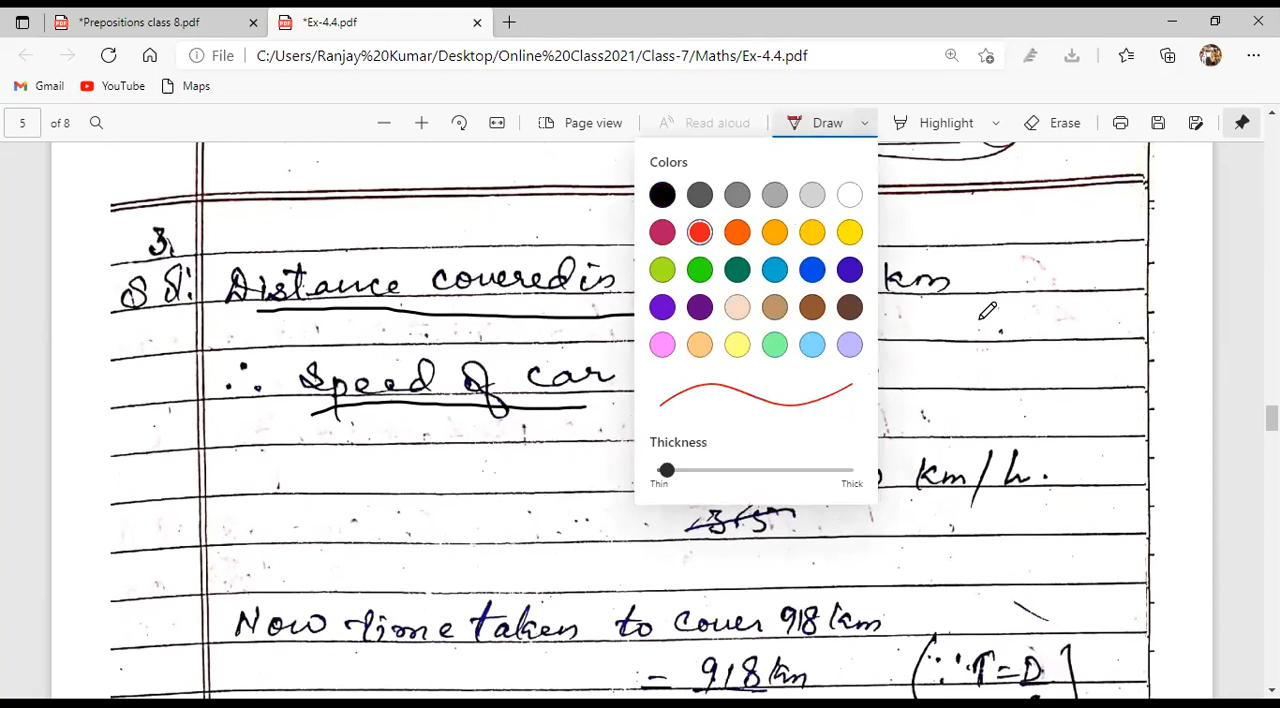 *Prepositions class 8.pdf
*Ex-4.4.pdf
File C:/Users/Ranjay%20Kumar/Desktop/Online%20Class2021/Class-7/Maths/Ex-4.4.pdf
Gmail YouTube Maps
5 of 8 Page view Read aloud Draw Highlight Erase
Colors
3.
Distance covered in km
∴ Speed of car
Thickness
Thin Thick
km/h.
Now time taken to cover 918 km
= 918 km (∵ T = D